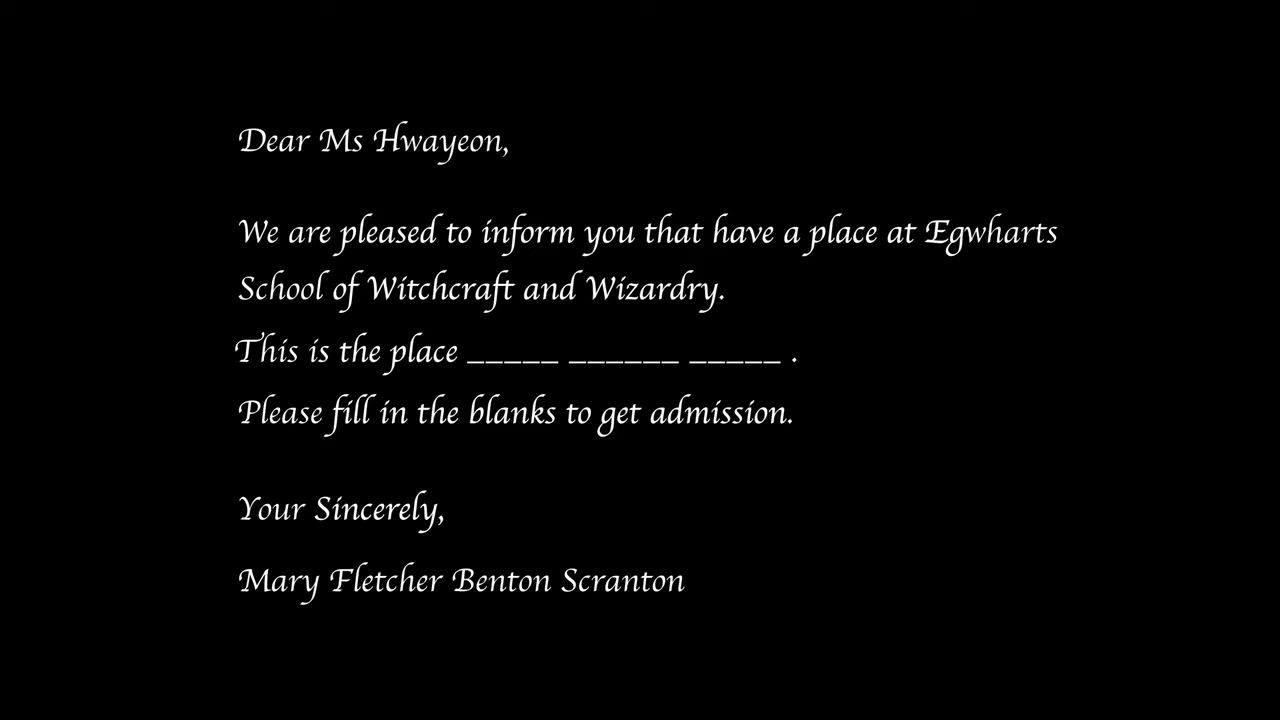 Dear Ms Hwayeon,
We are pleased to inform you that have a place at Egwharts
School of Witchcraft and Wizardry.
This is the place _____ ______ _____ .
Please fill in the blanks to get admission.
Your Sincerely,
Mary Fletcher Benton Scranton